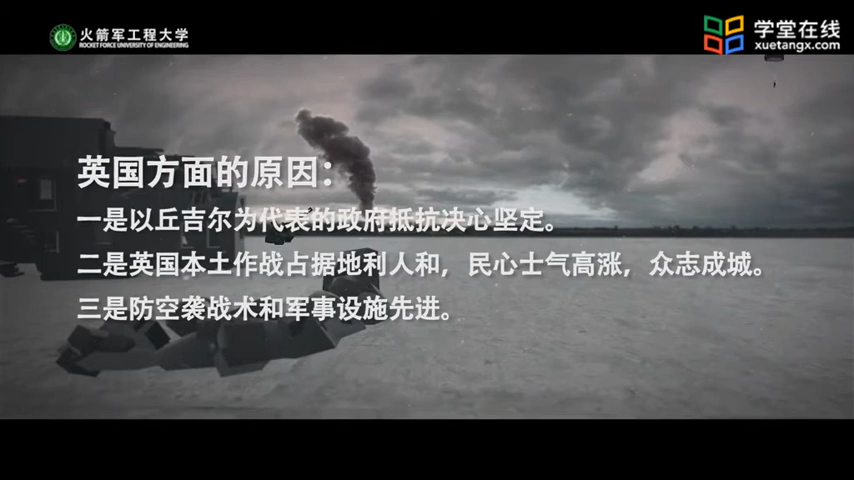 火箭军工程大学
ROCKET FORCE UNIVERSITY OF ENGINEERING
学堂在线
xuetangx.com
英国方面的原因：
一是以丘吉尔为代表的政府抵抗决心坚定。
二是英国本土作战占据地利人和，民心士气高涨，众志成城。
三是防空袭战术和军事设施先进。